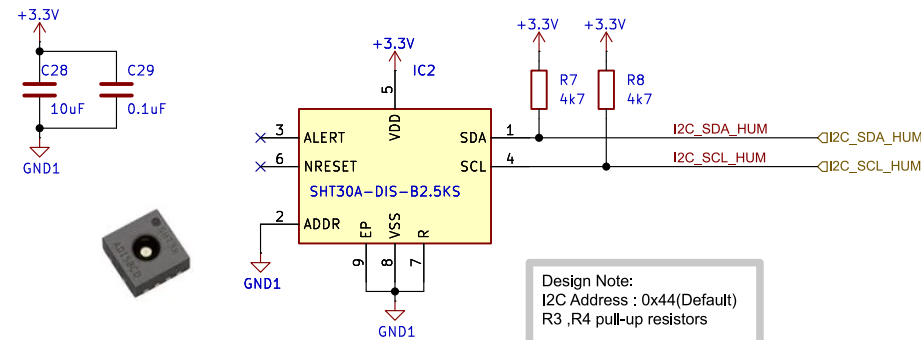 +3.3V
C28
C29
10uF
0.1uF
GND1
+3.3V
IC2
5
VDD
3
ALERT
6
NRESET
SHT30A-DIS-B2.5KS
2
ADDR
GND1
EP
VSS
R
9
8
7
GND1
SDA
1
SCL
4
+3.3V
+3.3V
R7
4k7
R8
4k7
I2C_SDA_HUM
I2C_SDA_HUM
I2C_SCL_HUM
I2C_SCL_HUM
Design Note:
I2C Address : 0x44(Default)
R3 ,R4 pull-up resistors